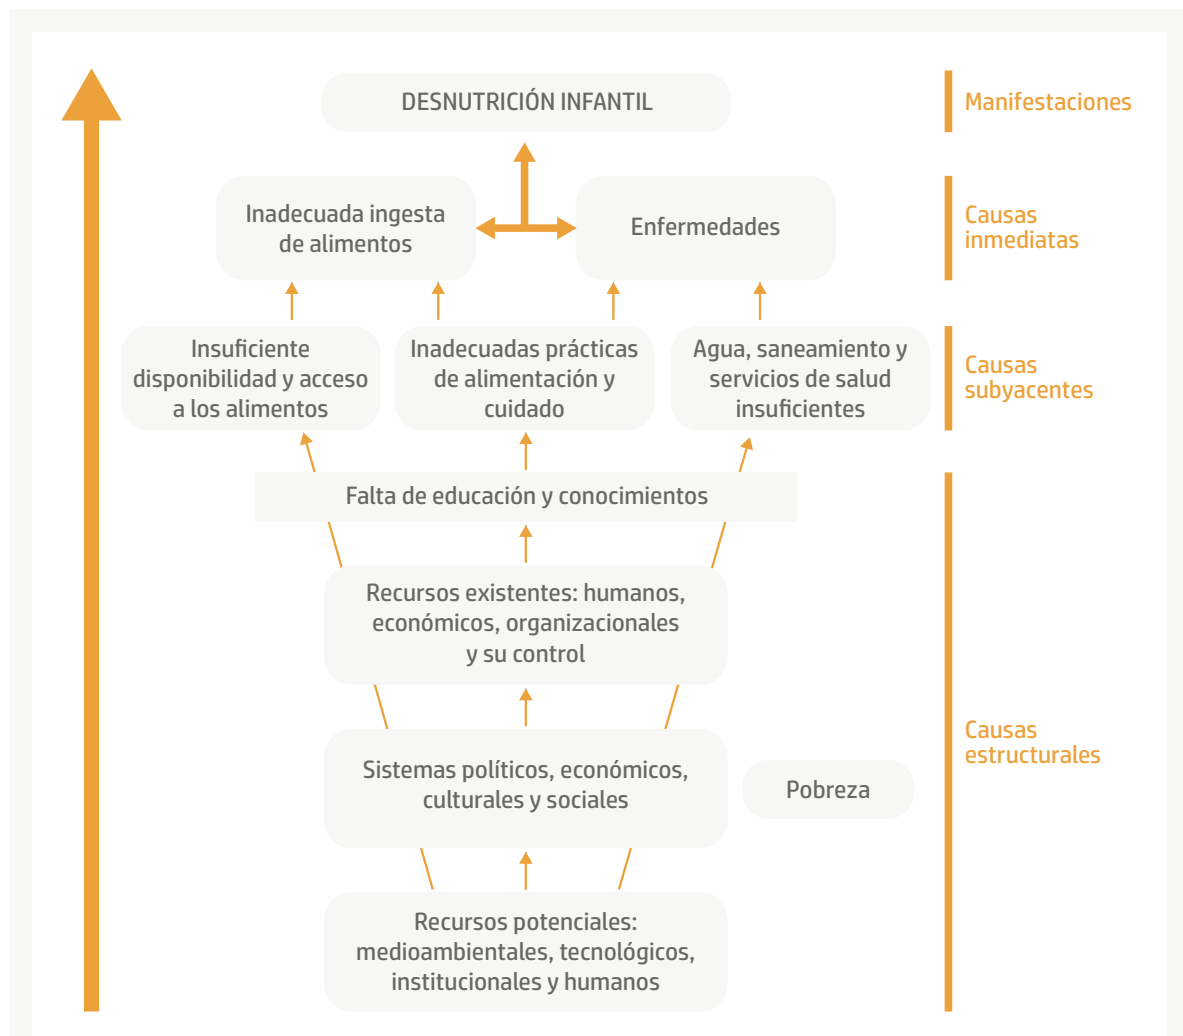 DESNUTRICIÓN INFANTIL
Manifestaciones
Inadecuada ingesta
de alimentos
Enfermedades
Causas
inmediatas
Insuficiente
disponibilidad y acceso
a los alimentos
Inadecuadas prácticas
de alimentación y
cuidado
Agua, saneamiento y
servicios de salud
insuficientes
Causas
subyacentes
Falta de educación y conocimientos
Recursos existentes: humanos,
económicos, organizacionales
y su control
Sistemas políticos, económicos,
culturales y sociales
Pobreza
Causas
estructurales
Recursos potenciales:
medioambientales, tecnológicos,
institucionales y humanos